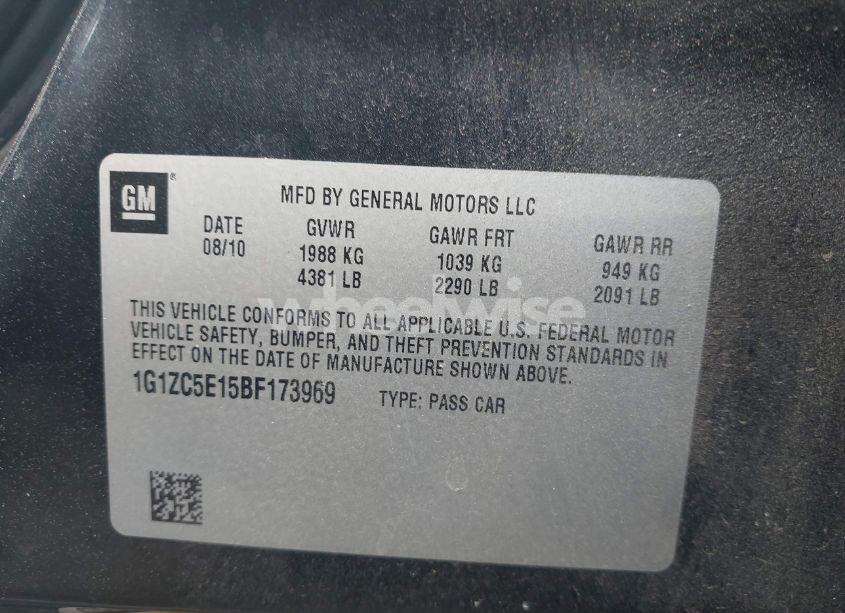 GM®
MFD BY GENERAL MOTORS LLC
DATE GVWR GAWR FRT GAWR RR
08/10 1988 KG 1039 KG 949 KG
4381 LB 2290 LB 2091 LB
THIS VEHICLE CONFORMS TO ALL APPLICABLE U.S. FEDERAL MOTOR
VEHICLE SAFETY, BUMPER, AND THEFT PREVENTION STANDARDS IN
EFFECT ON THE DATE OF MANUFACTURE SHOWN ABOVE.
1G1ZC5E15BF173969 TYPE: PASS CAR
wheelwise